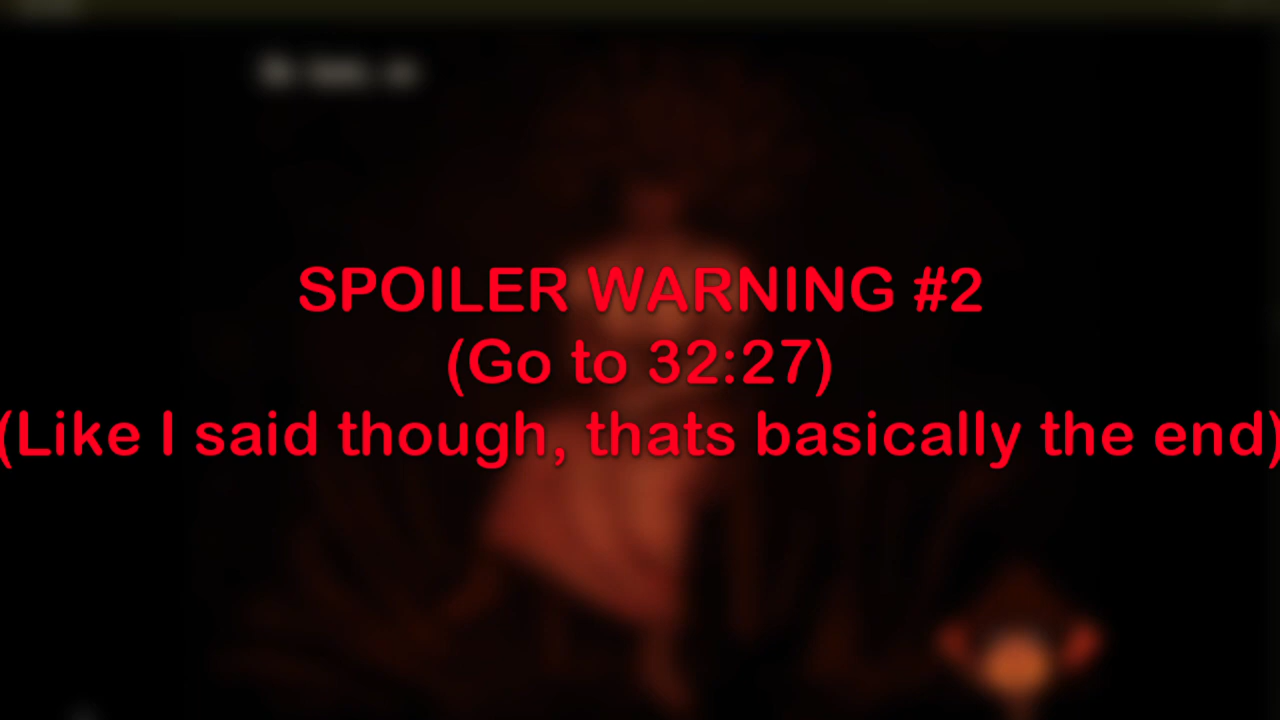 SPOILER WARNING #2
(Go to 32:27)
(Like I said though, thats basically the end)